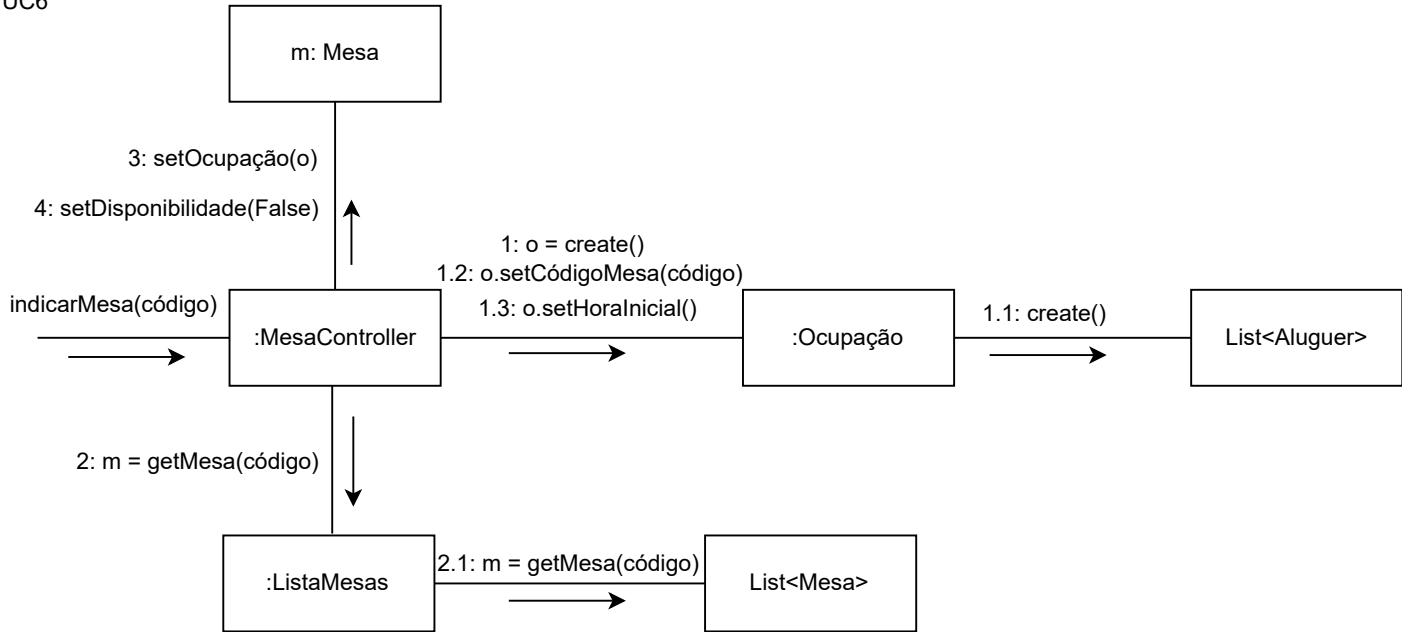 UC6
m: Mesa
3: setOcupação(o)
4: setDisponibilidade(False)
1: o = create()
1.2: o.setCódigoMesa(código)
1.3: o.setHoraInicial()
indicarMesa(código)
:MesaController
:Ocupação
1.1: create()
List<Aluguer>
2: m = getMesa(código)
:ListaMesas
2.1: m = getMesa(código)
List<Mesa>